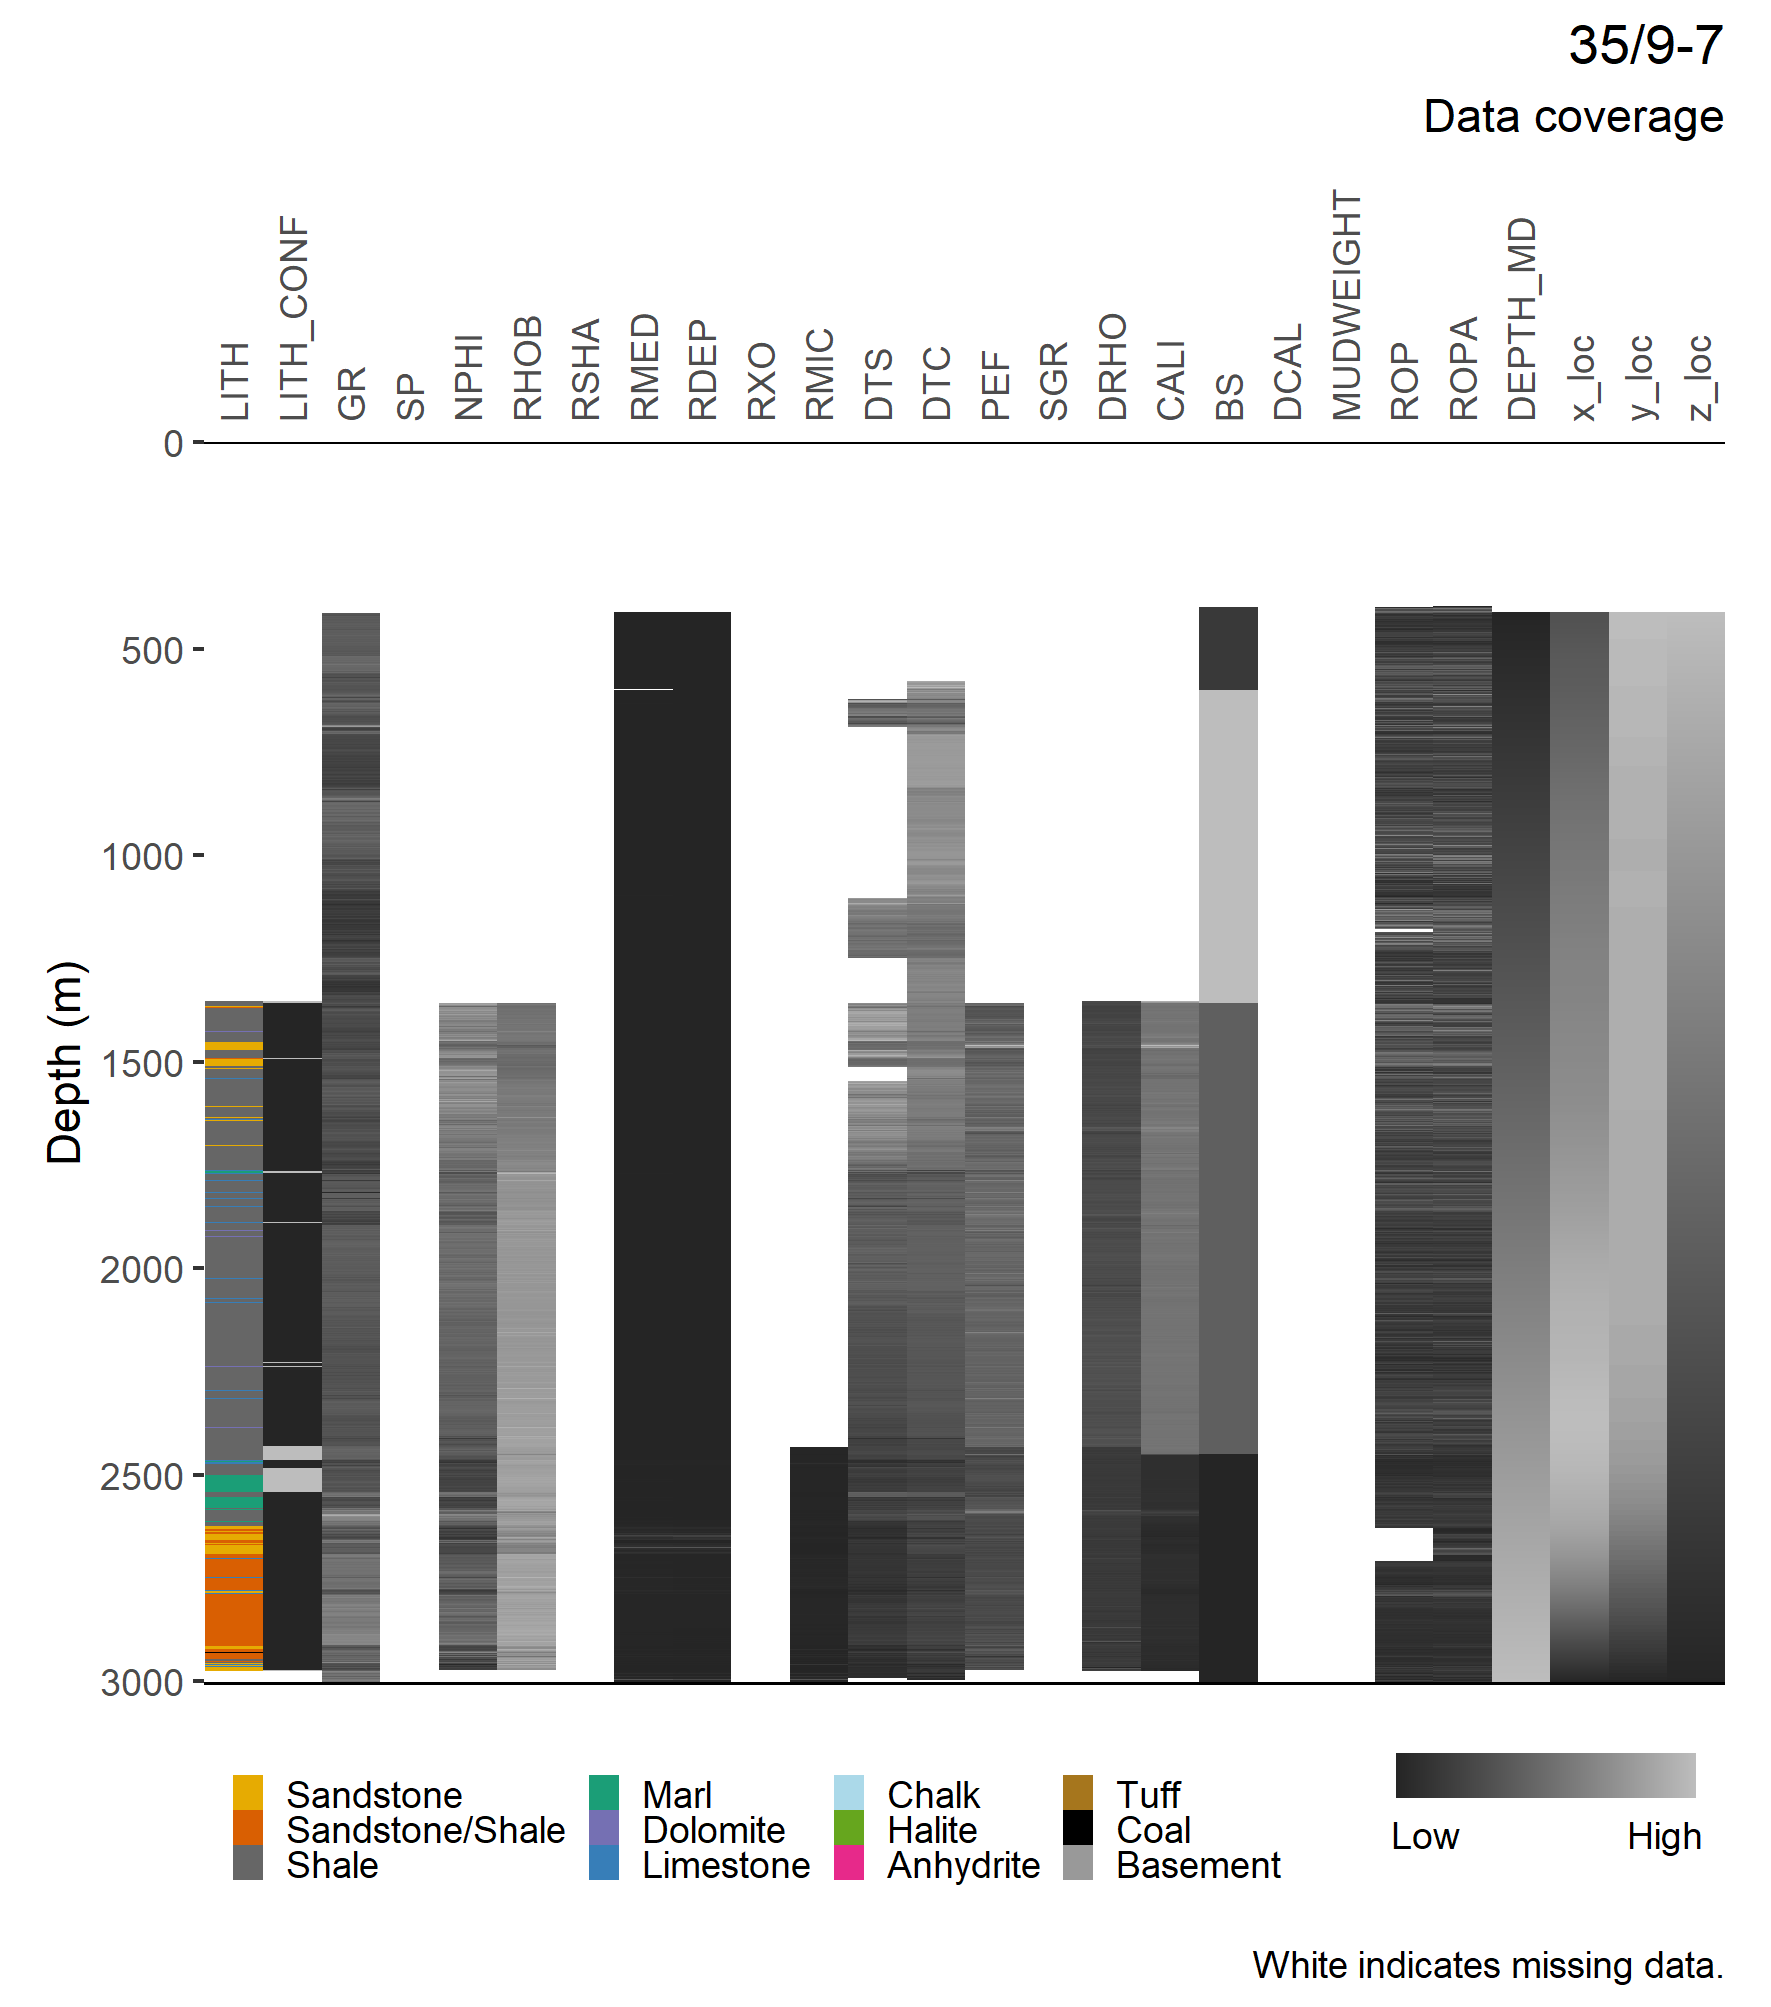 35/9-7
Data coverage
LITH
LITH_CONF
GR
SP
NPHI
RHOB
RSHA
RMED
RDEP
RXO
RMIC
DTS
DTC
PEF
SGR
DRHO
CALI
BS
DCAL
MUDWEIGHT
ROP
ROPA
DEPTH_MD
x_loc
y_loc
z_loc
0
500
1000
1500
2000
2500
3000
Depth (m)
Sandstone
Sandstone/Shale
Shale
Marl
Dolomite
Limestone
Chalk
Halite
Anhydrite
Tuff
Coal
Basement
Low High
White indicates missing data.